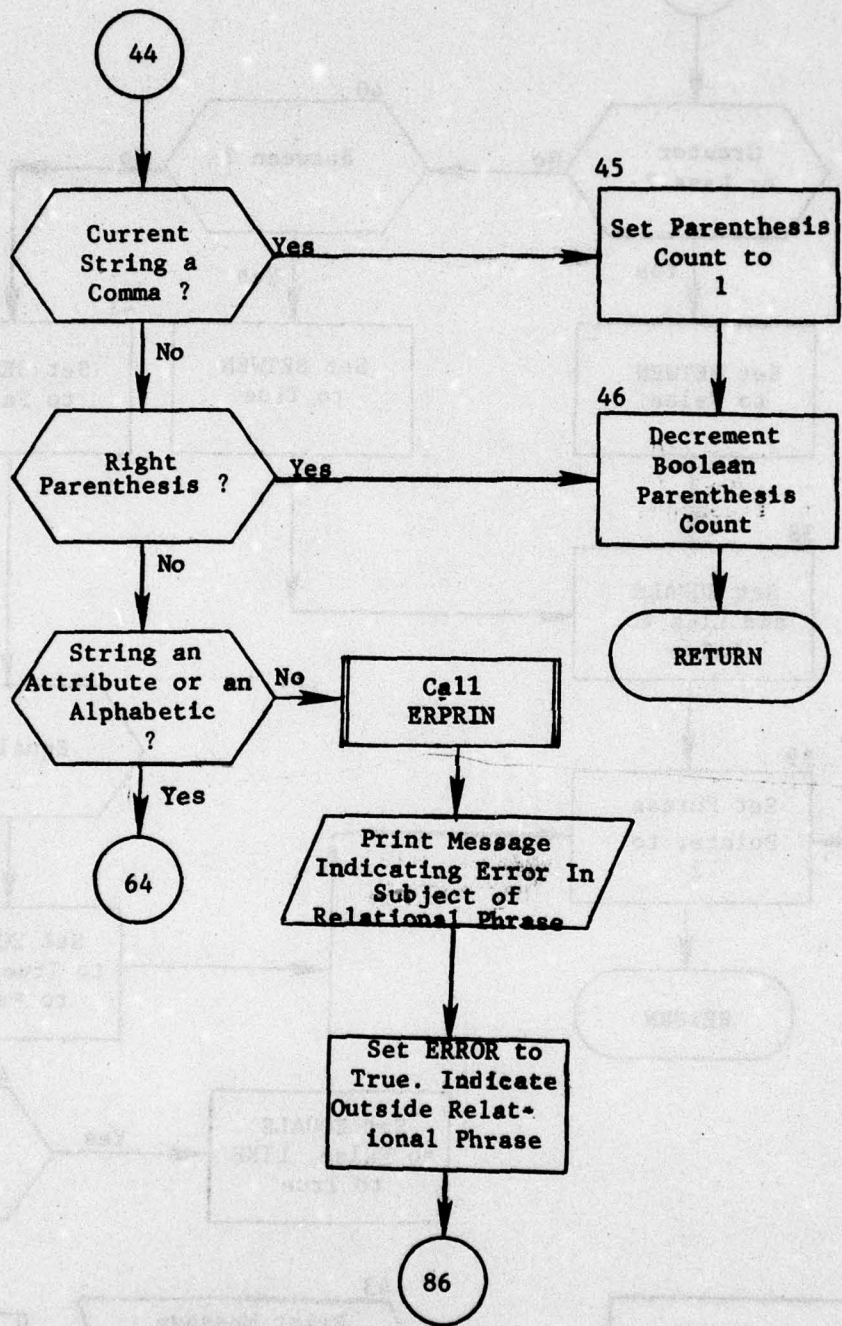 44
Current
String a
Comma ?
Yes
45
Set Parenthesis
Count to
1
No
Right
Parenthesis ?
Yes
46
Decrement
Boolean
Parenthesis
Count
No
RETURN
String an
Attribute or an
Alphabetic
?
No
Call
ERPRIN
Yes
64
Print Message
Indicating Error In
Subject of
Relational Phrase
Set ERROR to
True. Indicate
Outside Relat-
ional Phrase
86